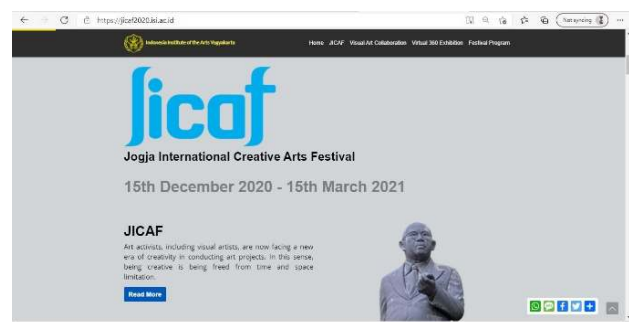 https://jicaf2020.isi.ac.id
Not syncing
Indonesia Institute of the Arts Yogyakarta
Home JICAF Visual Art Collaboration Virtual 360 Exhibition Festival Program
Jicaf
Jogja International Creative Arts Festival
15th December 2020 - 15th March 2021
JICAF
Art activists, including visual artists, are now facing a new
era of creativity in conducting art projects. In this sense,
being creative is being freed from time and space
limitation.
Read More